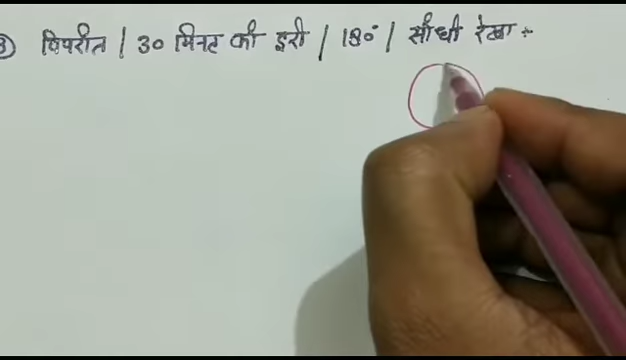 ③ विपरीत / 30 मिनट की दूरी / 180° / सीधी रेखा ÷